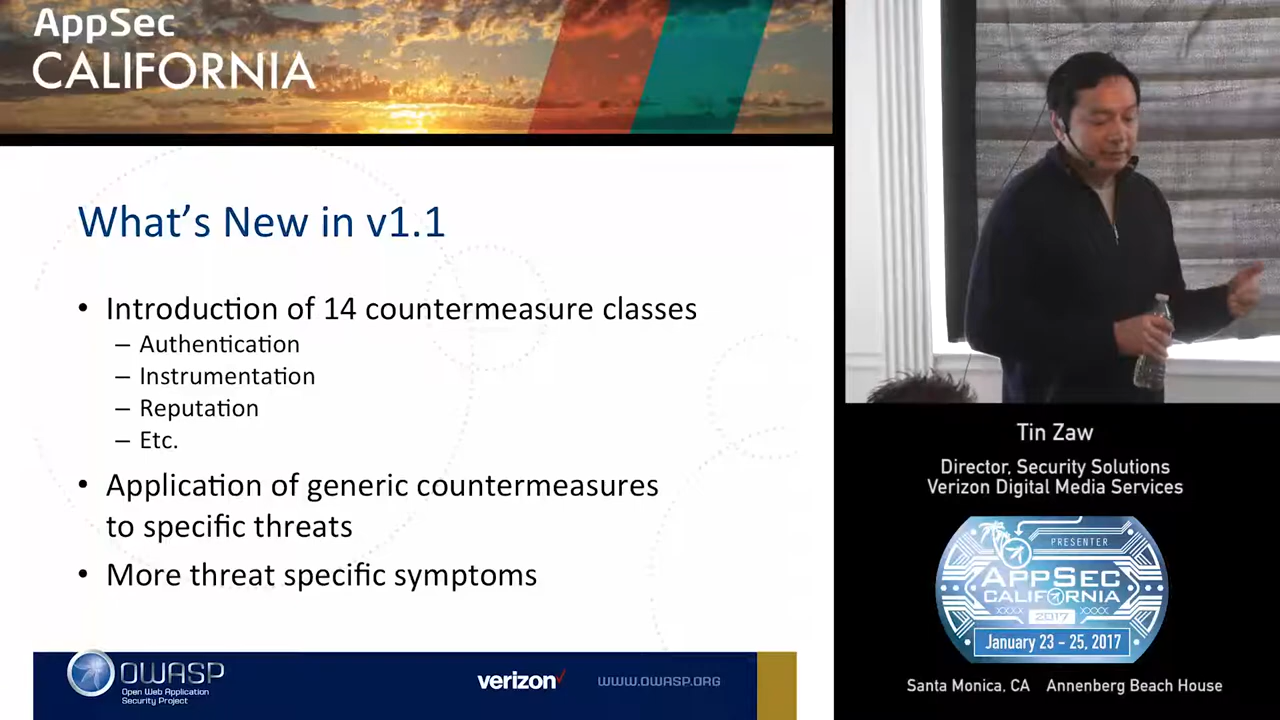 AppSec
CALIFORNIA
What's New in v1.1
• Introduction of 14 countermeasure classes
– Authentication
– Instrumentation
– Reputation
– Etc.
• Application of generic countermeasures
to specific threats
• More threat specific symptoms
OWASP
Open Web Application
Security Project
verizon
WWW.OWASP.ORG
Tin Zaw
Director, Security Solutions
Verizon Digital Media Services
PRESENTER
APPSEC
CALIFORNIA
XXXX 2017 XXXX
January 23 - 25, 2017
Santa Monica, CA Annenberg Beach House